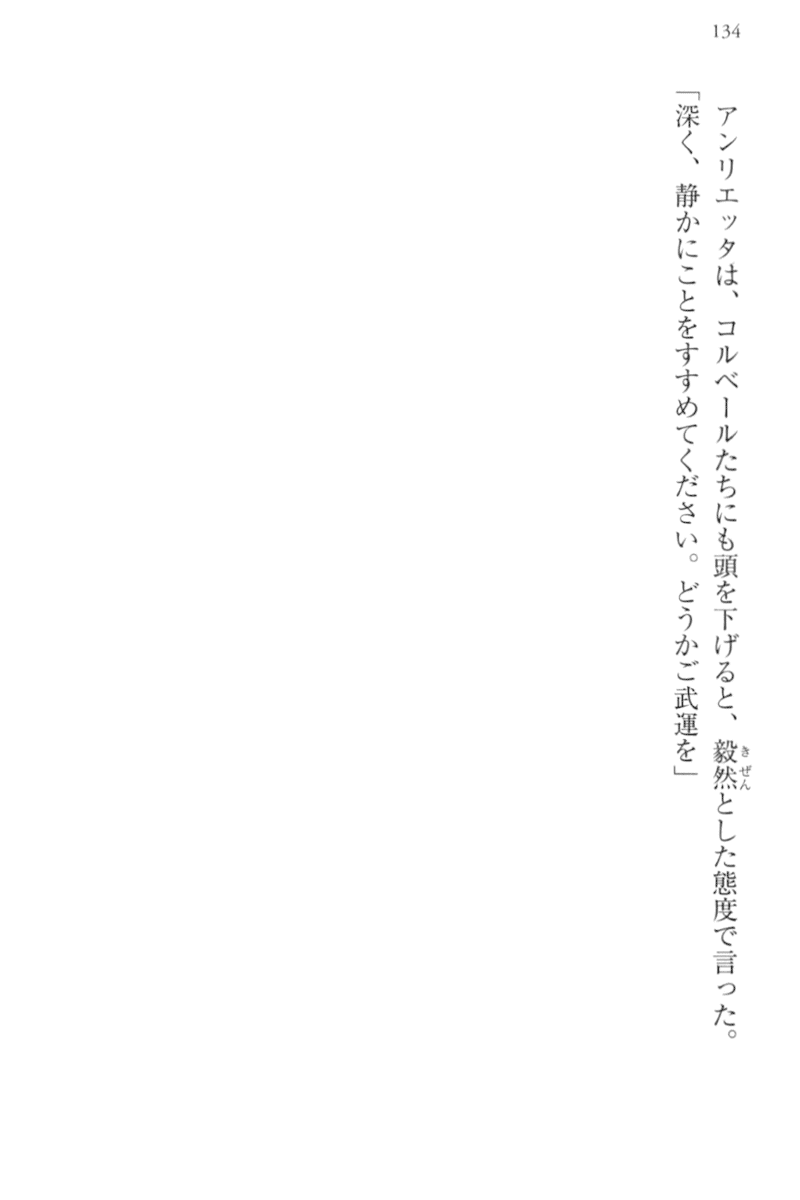 134
アンリエッタは、コルベールたちにも頭を下げると、毅然とした態度で言った。
きぜん
「深く、静かにことをすすめてください。どうかご武運を」